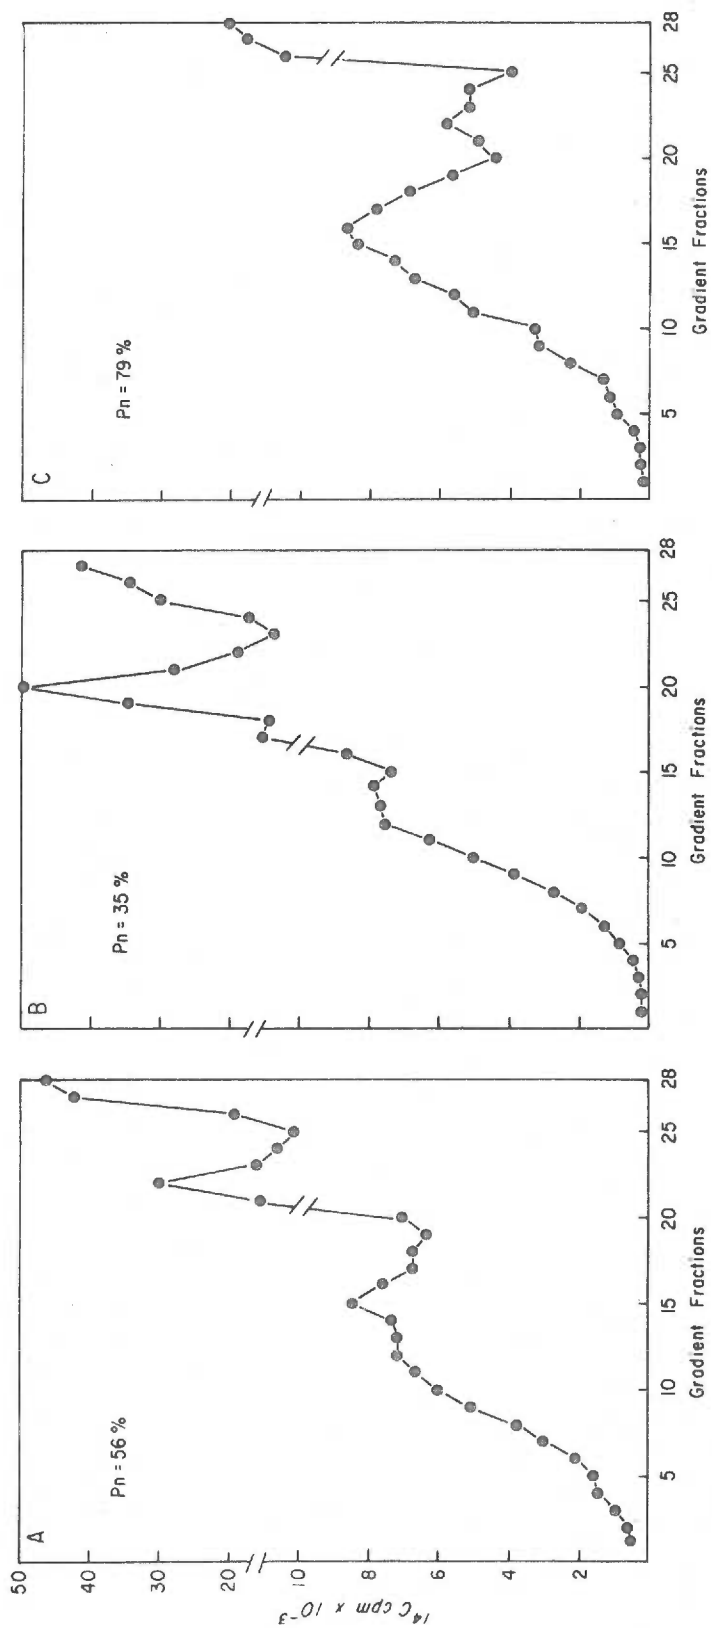 ¹⁴C cpm x 10⁻³
50
40
30
20
10
8
6
4
2
A
Pn = 56 %
5
10
15
20
25
28
Gradient Fractions
B
Pn = 35 %
5
10
15
20
25
28
Gradient Fractions
C
Pn = 79 %
5
10
15
20
25
28
Gradient Fractions